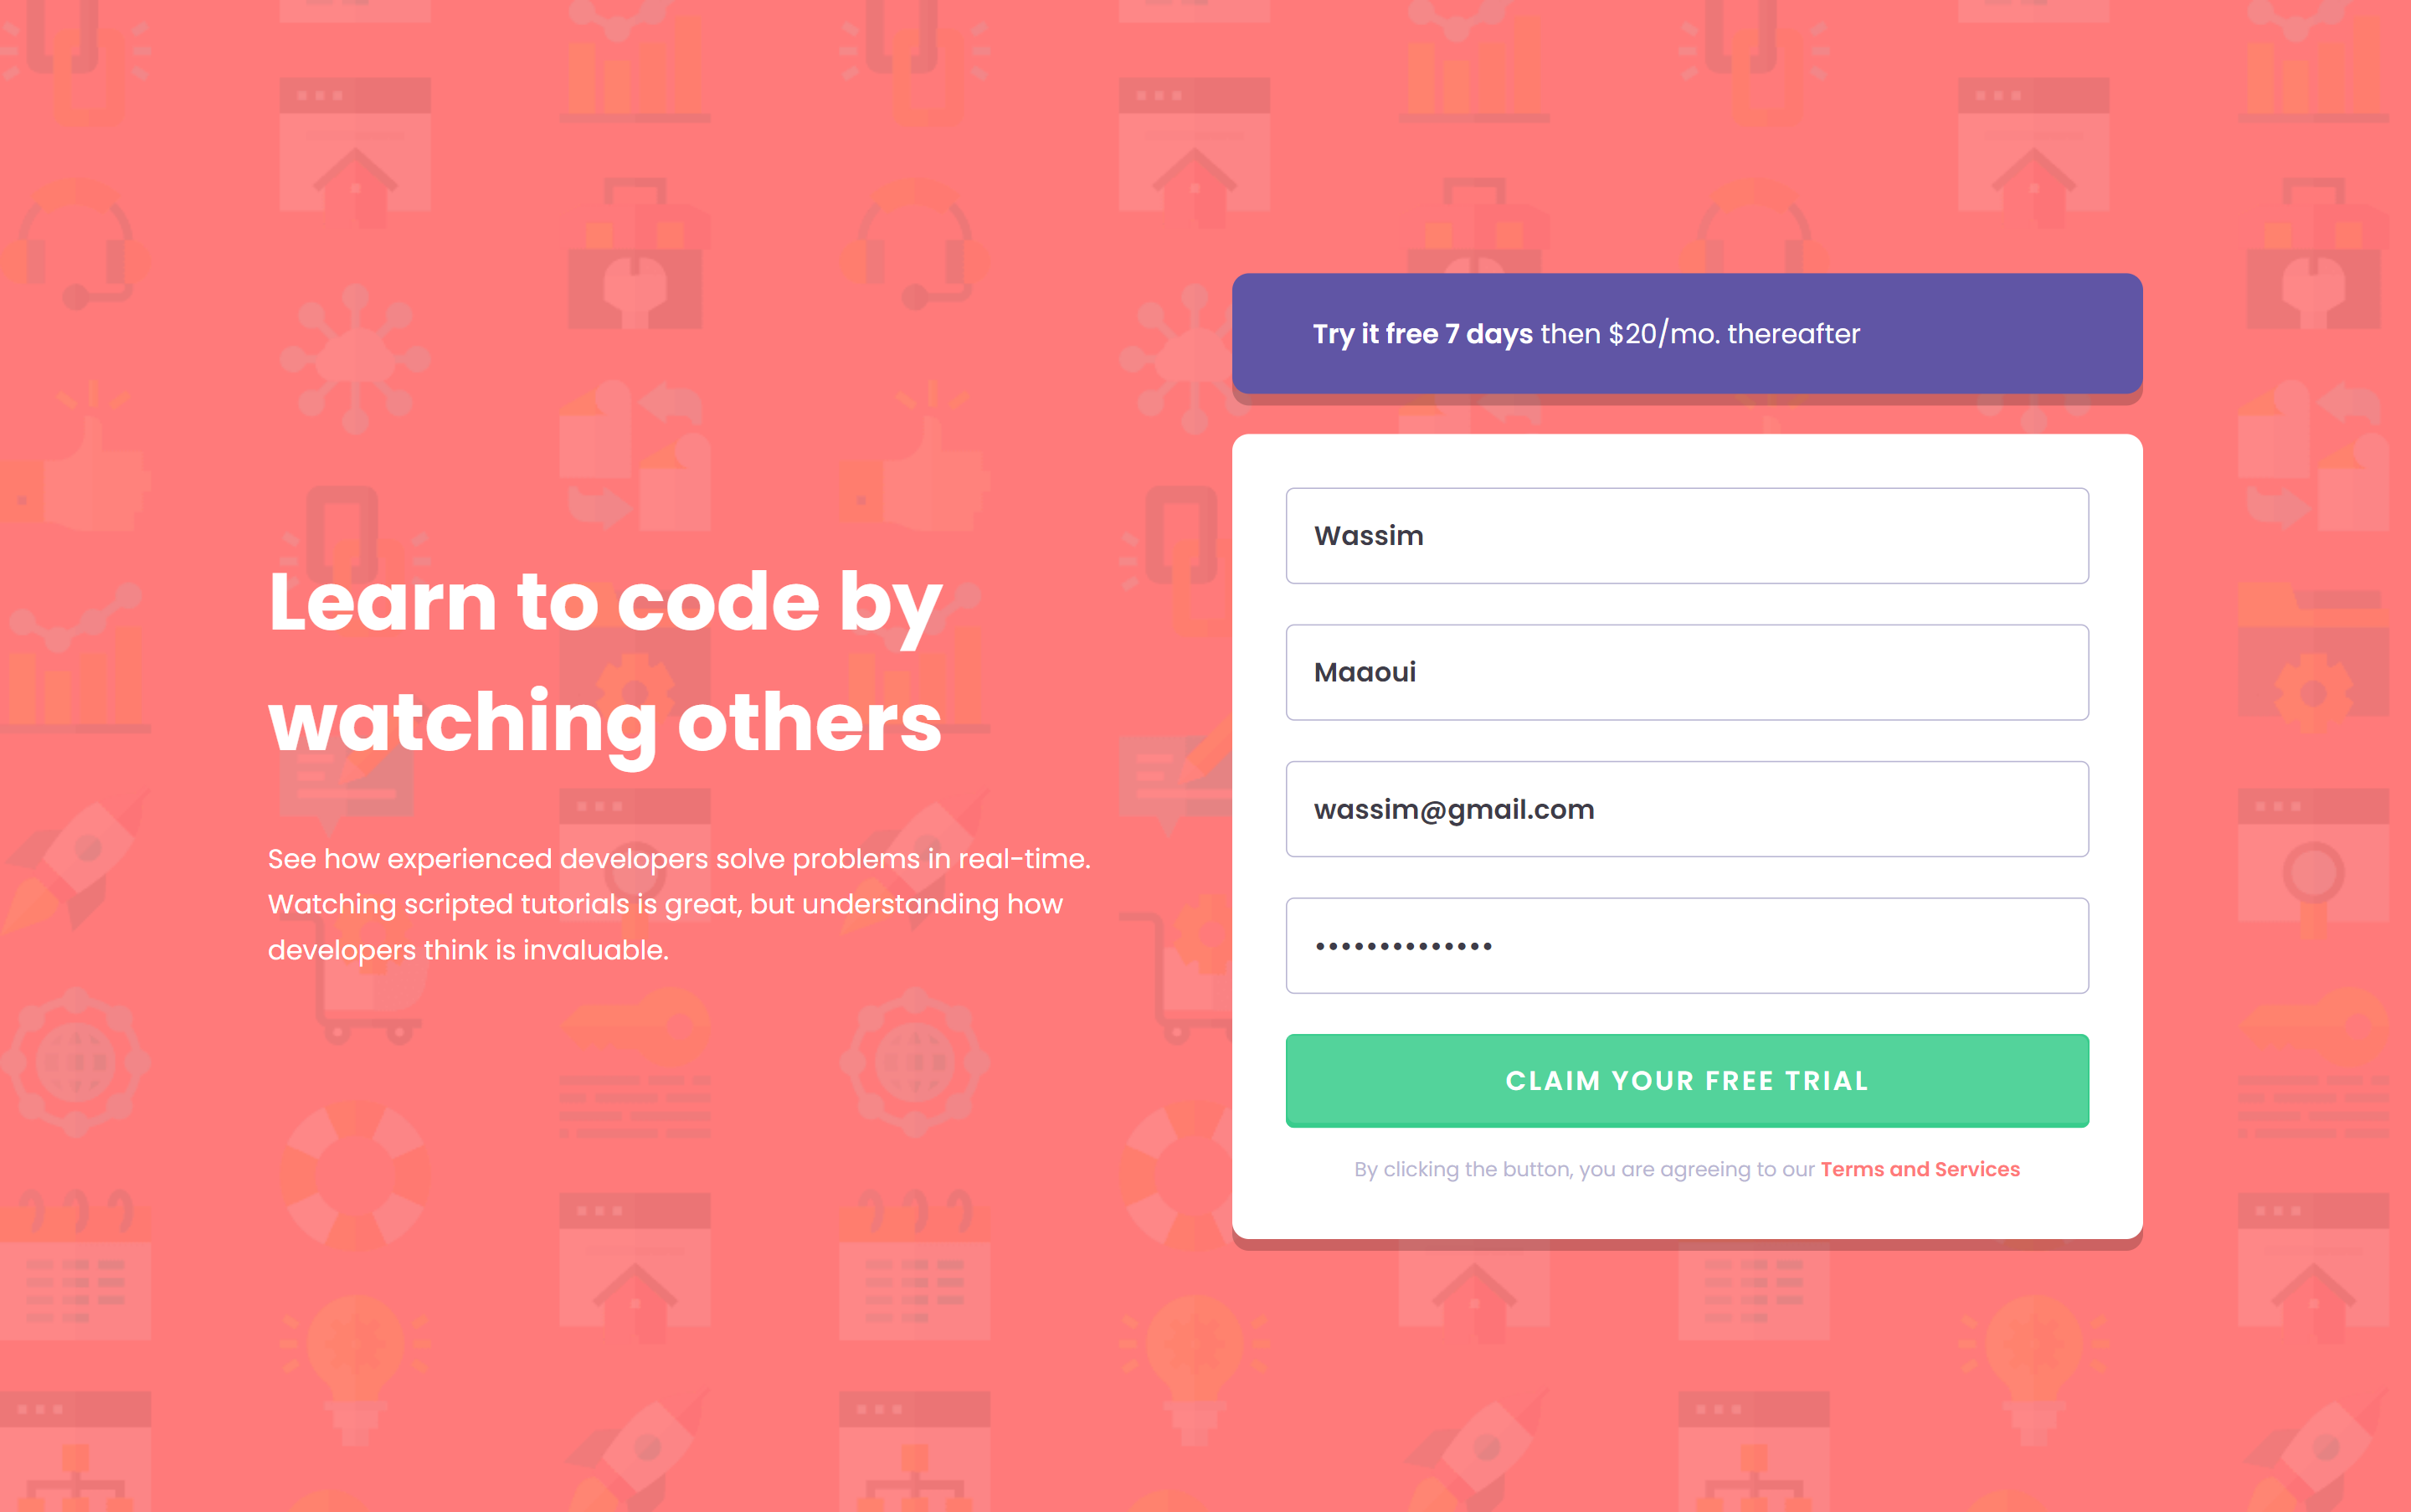 Learn to code by
watching others
See how experienced developers solve problems in real-time.
Watching scripted tutorials is great, but understanding how
developers think is invaluable.
Try it free 7 days then $20/mo. thereafter
Wassim
Maaoui
wassim@gmail.com
••••••••••••••
CLAIM YOUR FREE TRIAL
By clicking the button, you are agreeing to our Terms and Services